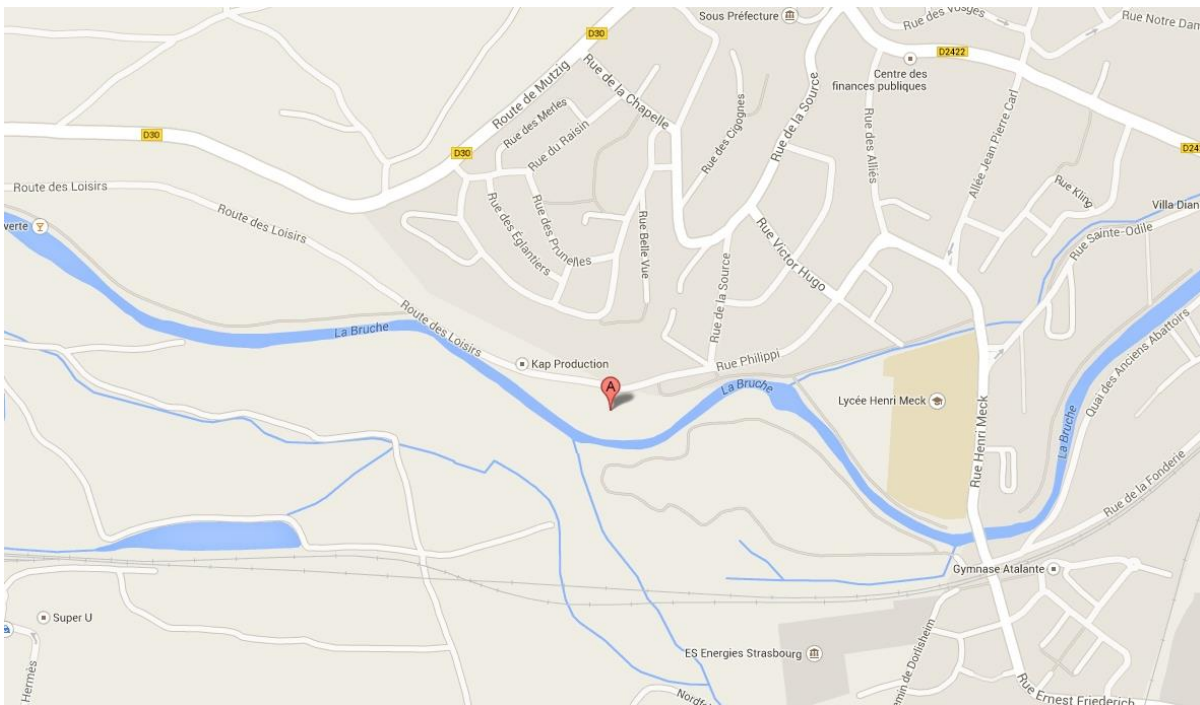 Sous Préfecture
Rue des Vosges
Rue Notre Dam
D30
D2422
Centre des
finances publiques
Route de Mutzig
Rue de la Chapelle
Rue des Merles
Rue du Raisin
Rue des Cigognes
Rue de la Source
Rue des Alliés
Allée Jean Pierre Carl
D30
D30
D24
Route des Loisirs
Rue Kling
Villa Dian
verte
Route des Loisirs
Rue des Églantiers
Rue des Prunelles
Rue Belle Vue
Rue Victor Hugo
Rue Sainte-Odile
Rue de la Source
La Bruche
Route des Loisirs
Kap Production
Rue Philippi
A
La Bruche
Lycée Henri Meck
Rue Henri Meck
La Bruche
Quai des Anciens Abattoirs
Rue de la Fonderie
Gymnase Atalante
Super U
Hermès
ES Energies Strasbourg
emin de Dorlisheim
Nordfe
Rue Ernest Friederich